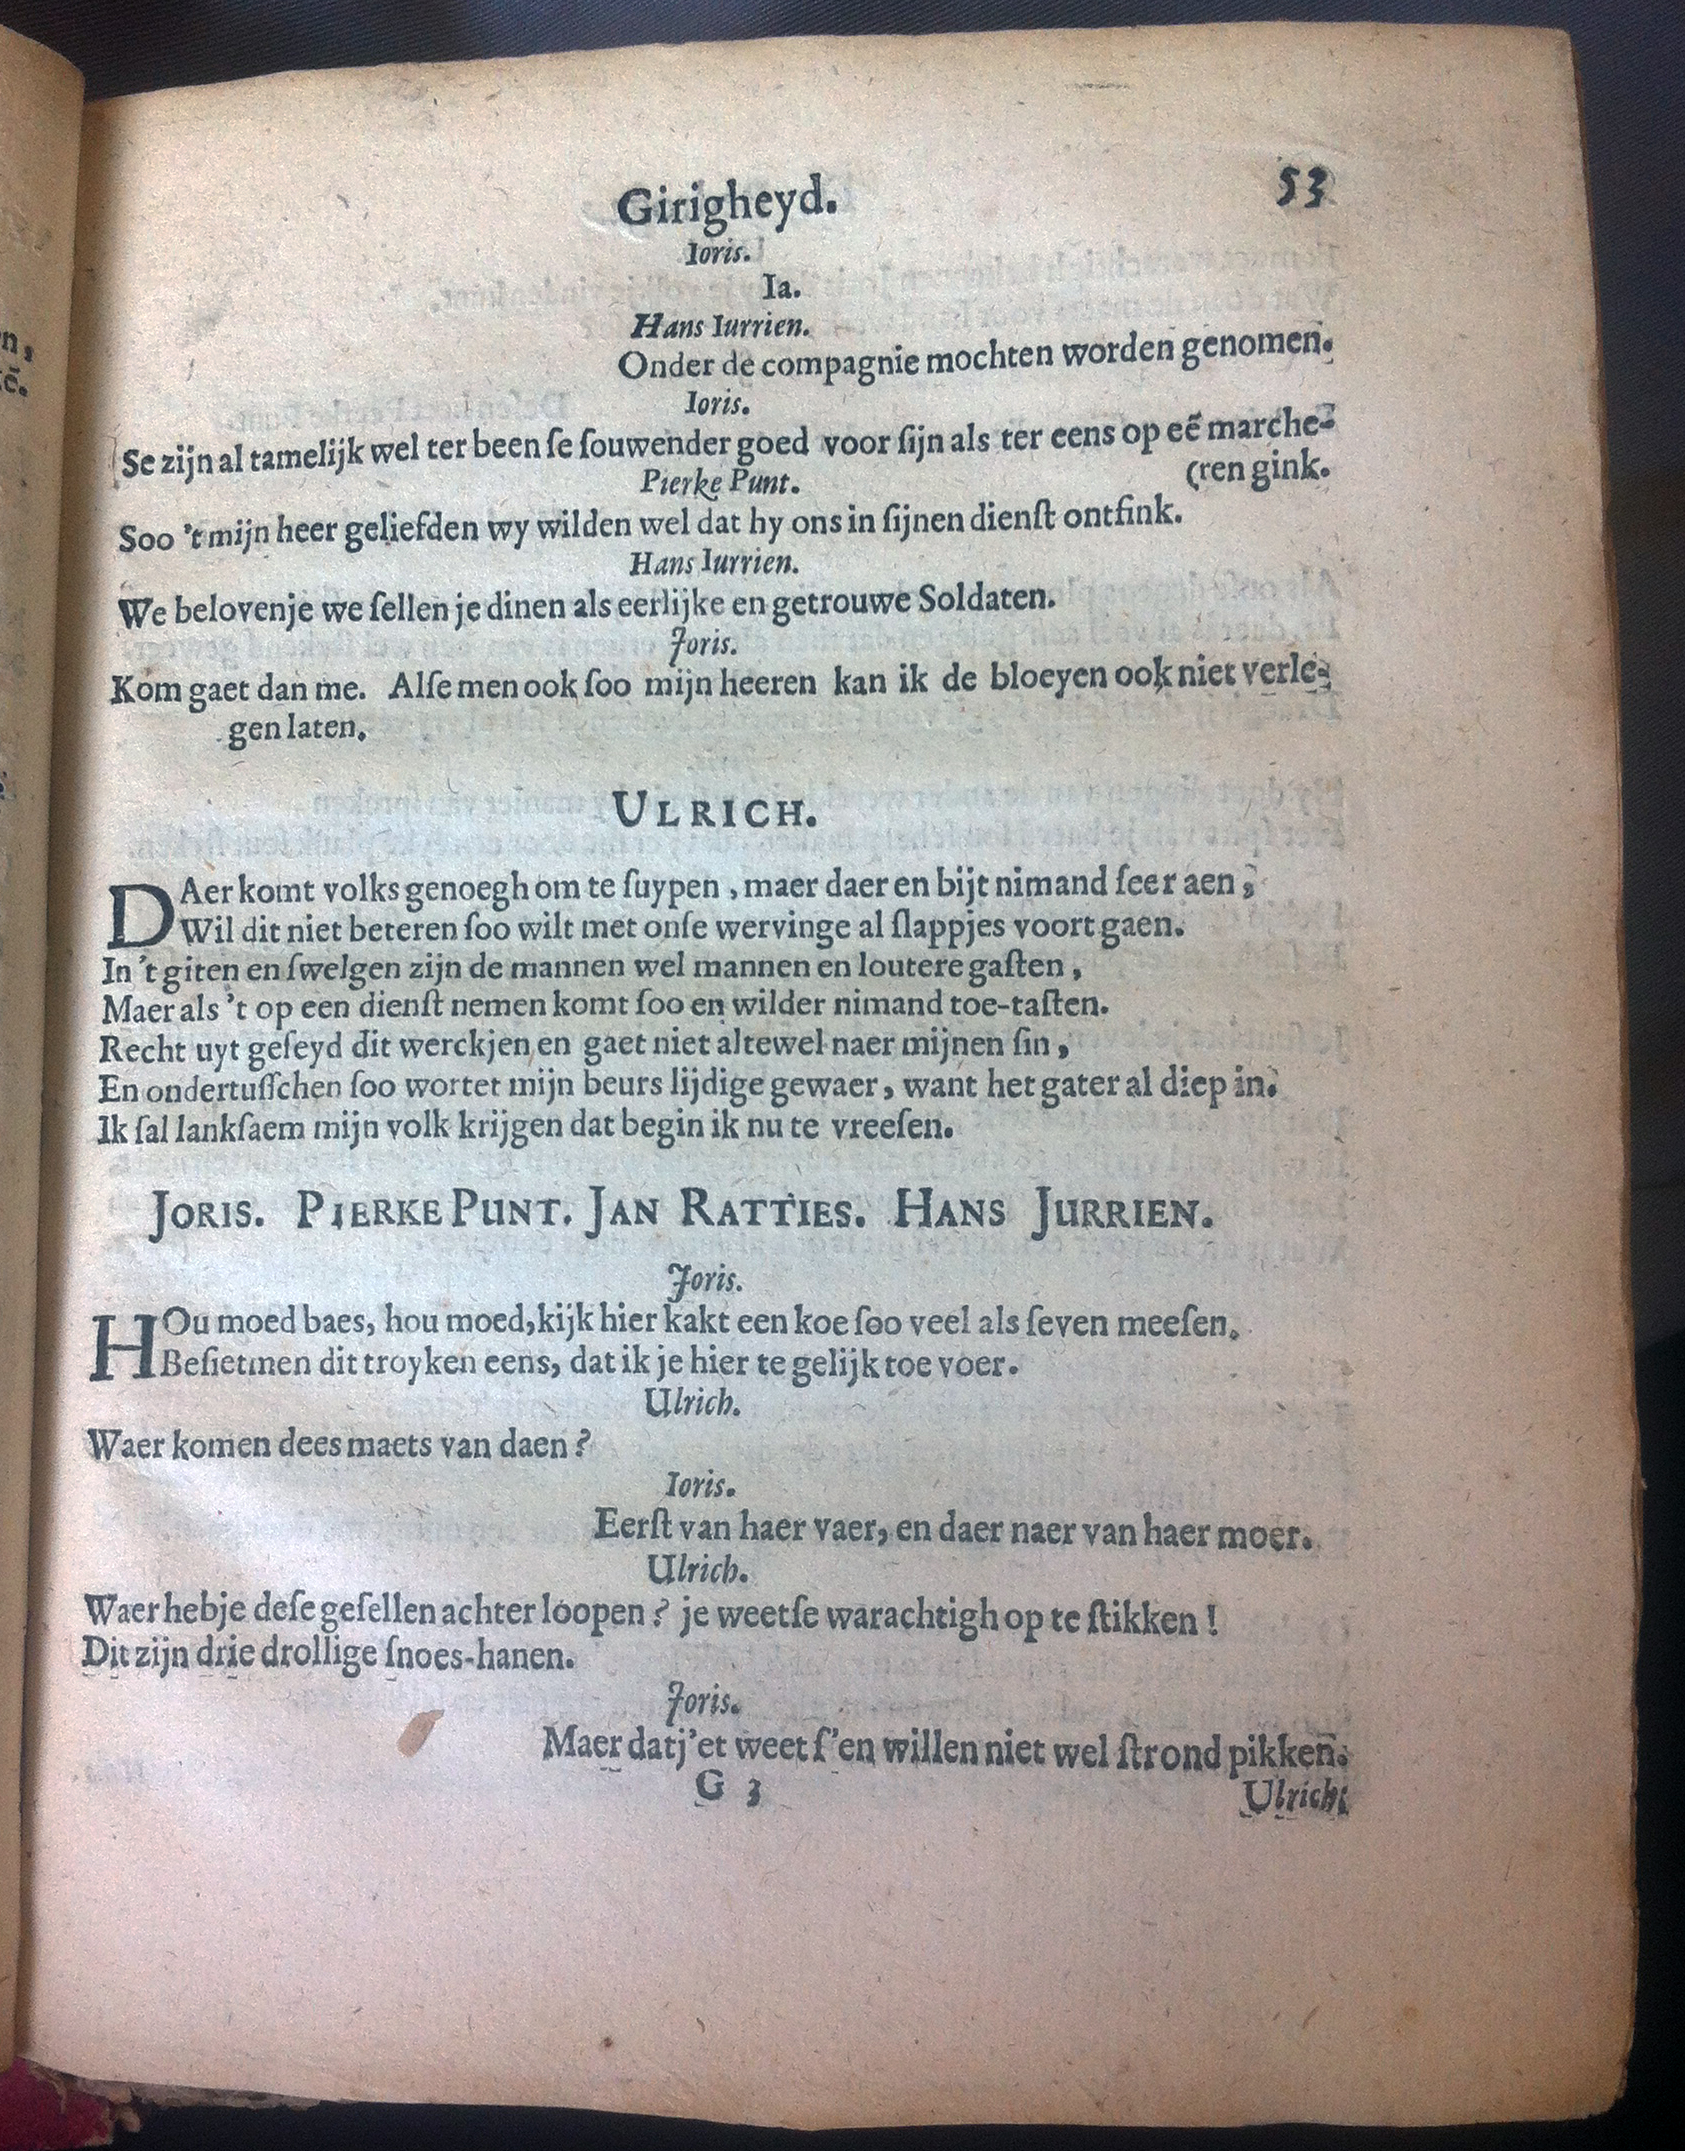 Girigheyd. 53
Ioris.
Ia.
Hans Iurrien.
Onder de compagnie mochten worden genomen.
Ioris.
Se zijn al tamelijk wel ter been ſe ſouwender goed voor ſijn als ter eens op eẽ marche-
(ren gink.
Pierke Punt.
Soo 't mijn heer geliefden wy wilden wel dat hy ons in ſijnen dienſt ontfink.
Hans Iurrien.
We beloven je we ſellen je dinen als eerlijke en getrouwe Soldaten.
Joris.
Kom gaet dan me. Alſe men ook ſoo mijn heeren kan ik de bloeyen ook niet verle-
gen laten.
ULRICH.
DAer komt volks genoegh om te ſuypen, maer daer en bijt nimand ſeer aen,
Wil dit niet beteren ſoo wilt met onſe wervinge al ſlappjes voort gaen.
In 't giten en ſwelgen zijn de mannen wel mannen en loutere gaſten,
Maer als 't op een dienſt nemen komt ſoo en wilder nimand toe-taſten.
Recht uyt geſeyd dit werckjen en gaet niet altewel naer mijnen ſin,
En ondertuſſchen ſoo wortet mijn beurs lijdige gewaer, want het gater al diep in.
Ik ſal lankſaem mijn volk krijgen dat begin ik nu te vreeſen.
JORIS. PIERKE PUNT. JAN RATTIES. HANS JURRIEN.
Joris.
HOu moed baes, hou moed, kijk hier kakt een koe ſoo veel als ſeven meeſen.
Beſietmen dit troyken eens, dat ik je hier te gelijk toe voer.
Ulrich.
Waer komen dees maets van daen?
Ioris.
Eerſt van haer vaer, en daer naer van haer moer.
Ulrich.
Waer hebje deſe geſellen achter loopen? je weetſe warachtigh op te ſtikken!
Dit zijn drie drollige ſnoes-hanen.
Joris.
Maer datj'et weet ſ'en willen niet wel ſtrond pikken.
G 3
Ulrich.